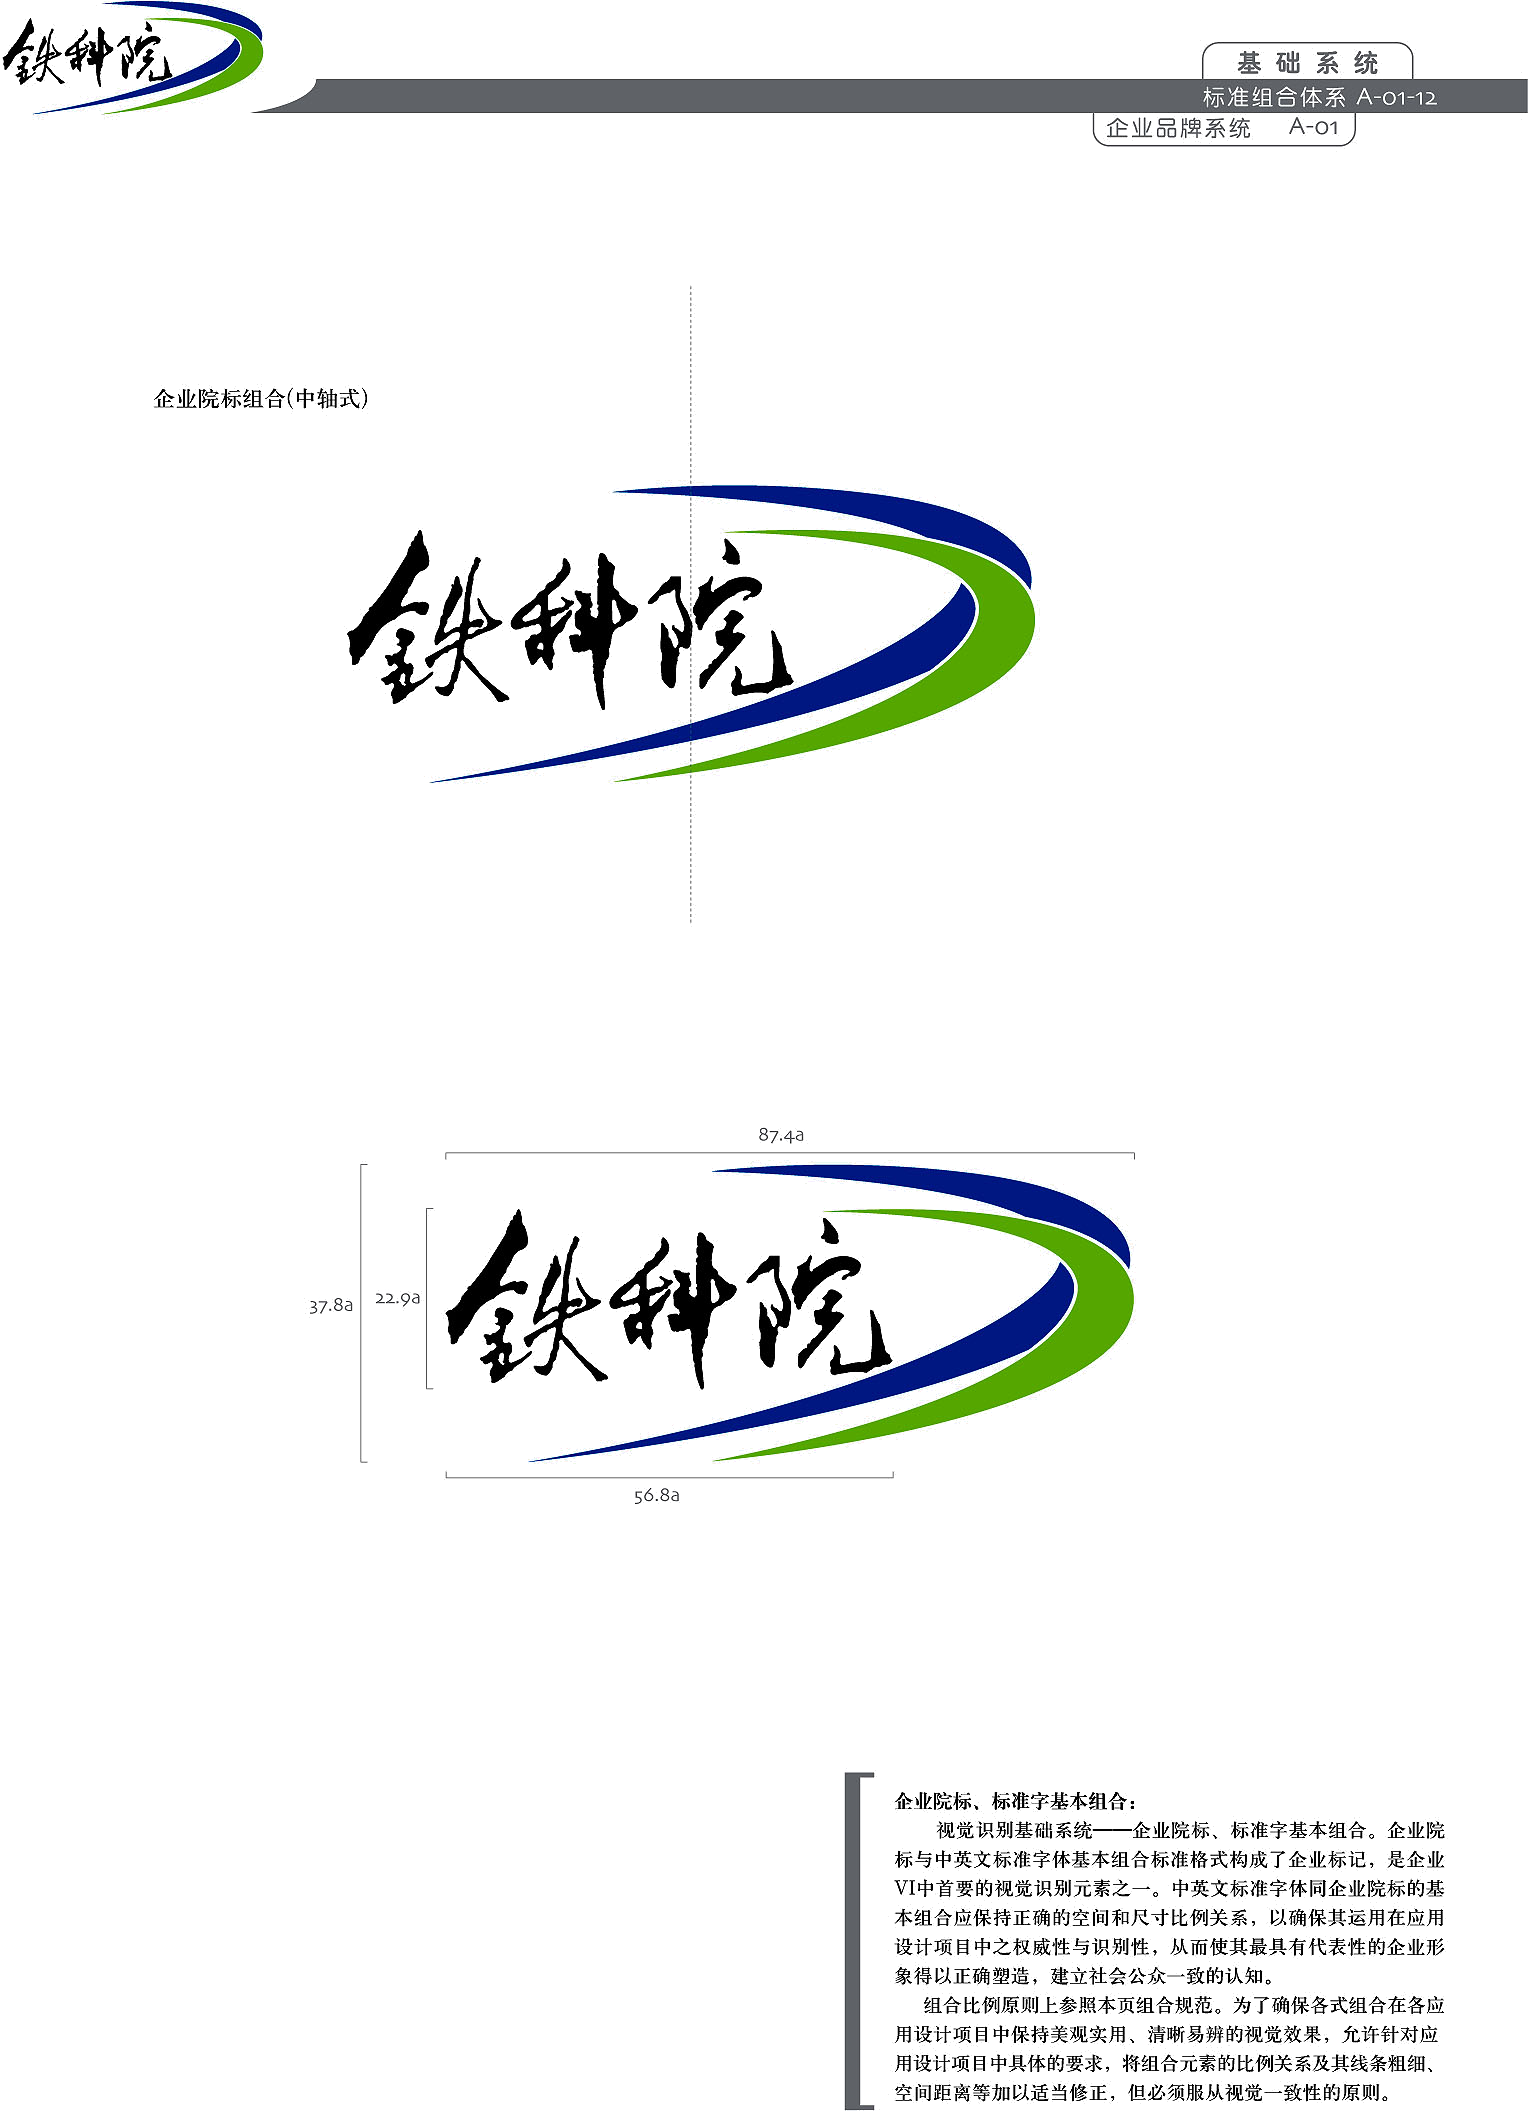 铁科院
基础系统
标准组合体系 A-01-12
企业品牌系统 A-01
企业院标组合(中轴式)
铁科院
87.4a
37.8a
22.9a
铁科院
56.8a
企业院标、标准字基本组合：
视觉识别基础系统——企业院标、标准字基本组合。企业院
标与中英文标准字体基本组合标准格式构成了企业标记，是企业
VI中首要的视觉识别元素之一。中英文标准字体同企业院标的基
本组合应保持正确的空间和尺寸比例关系，以确保其运用在应用
设计项目中之权威性与识别性，从而使其最具有代表性的企业形
象得以正确塑造，建立社会公众一致的认知。
组合比例原则上参照本页组合规范。为了确保各式组合在各应
用设计项目中保持美观实用、清晰易辨的视觉效果，允许针对应
用设计项目中具体的要求，将组合元素的比例关系及其线条粗细、
空间距离等加以适当修正，但必须服从视觉一致性的原则。